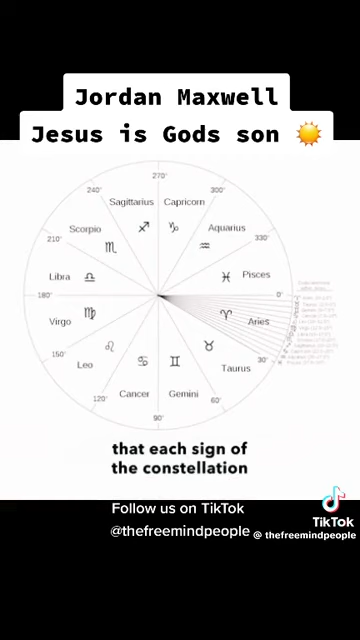 Jordan Maxwell
Jesus is Gods son ☀️
270°
240°
300°
Sagittarius
Capricorn
♐
♑
Scorpio
Aquarius
♏
♒
210°
330°
Libra
♎
♓
Pisces
180°
0°
Virgo
♍
♈
Aries
150°
♌
♉
30°
Leo
♋
♊
Taurus
120°
Cancer
Gemini
60°
90°
that each sign of
the constellation
Follow us on TikTok
@thefreemindpeople
TikTok
@ thefreemindpeople